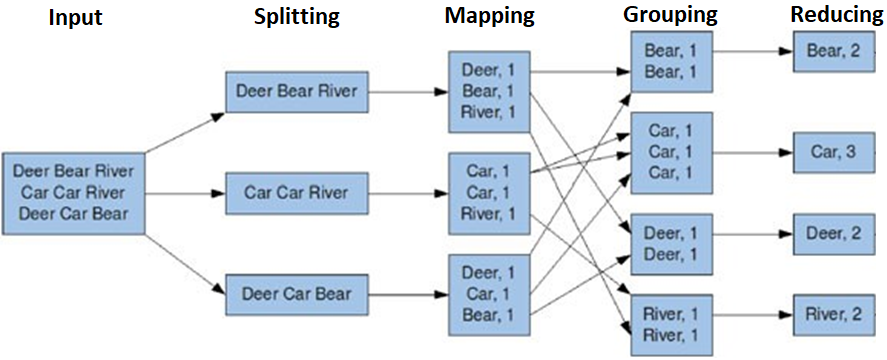 Input
Splitting
Mapping
Grouping
Reducing
Deer Bear River
Car Car River
Deer Car Bear
Deer Bear River
Car Car River
Deer Car Bear
Deer, 1
Bear, 1
River, 1
Car, 1
Car, 1
River, 1
Deer, 1
Car, 1
Bear, 1
Bear, 1
Bear, 1
Car, 1
Car, 1
Car, 1
Deer, 1
Deer, 1
River, 1
River, 1
Bear, 2
Car, 3
Deer, 2
River, 2